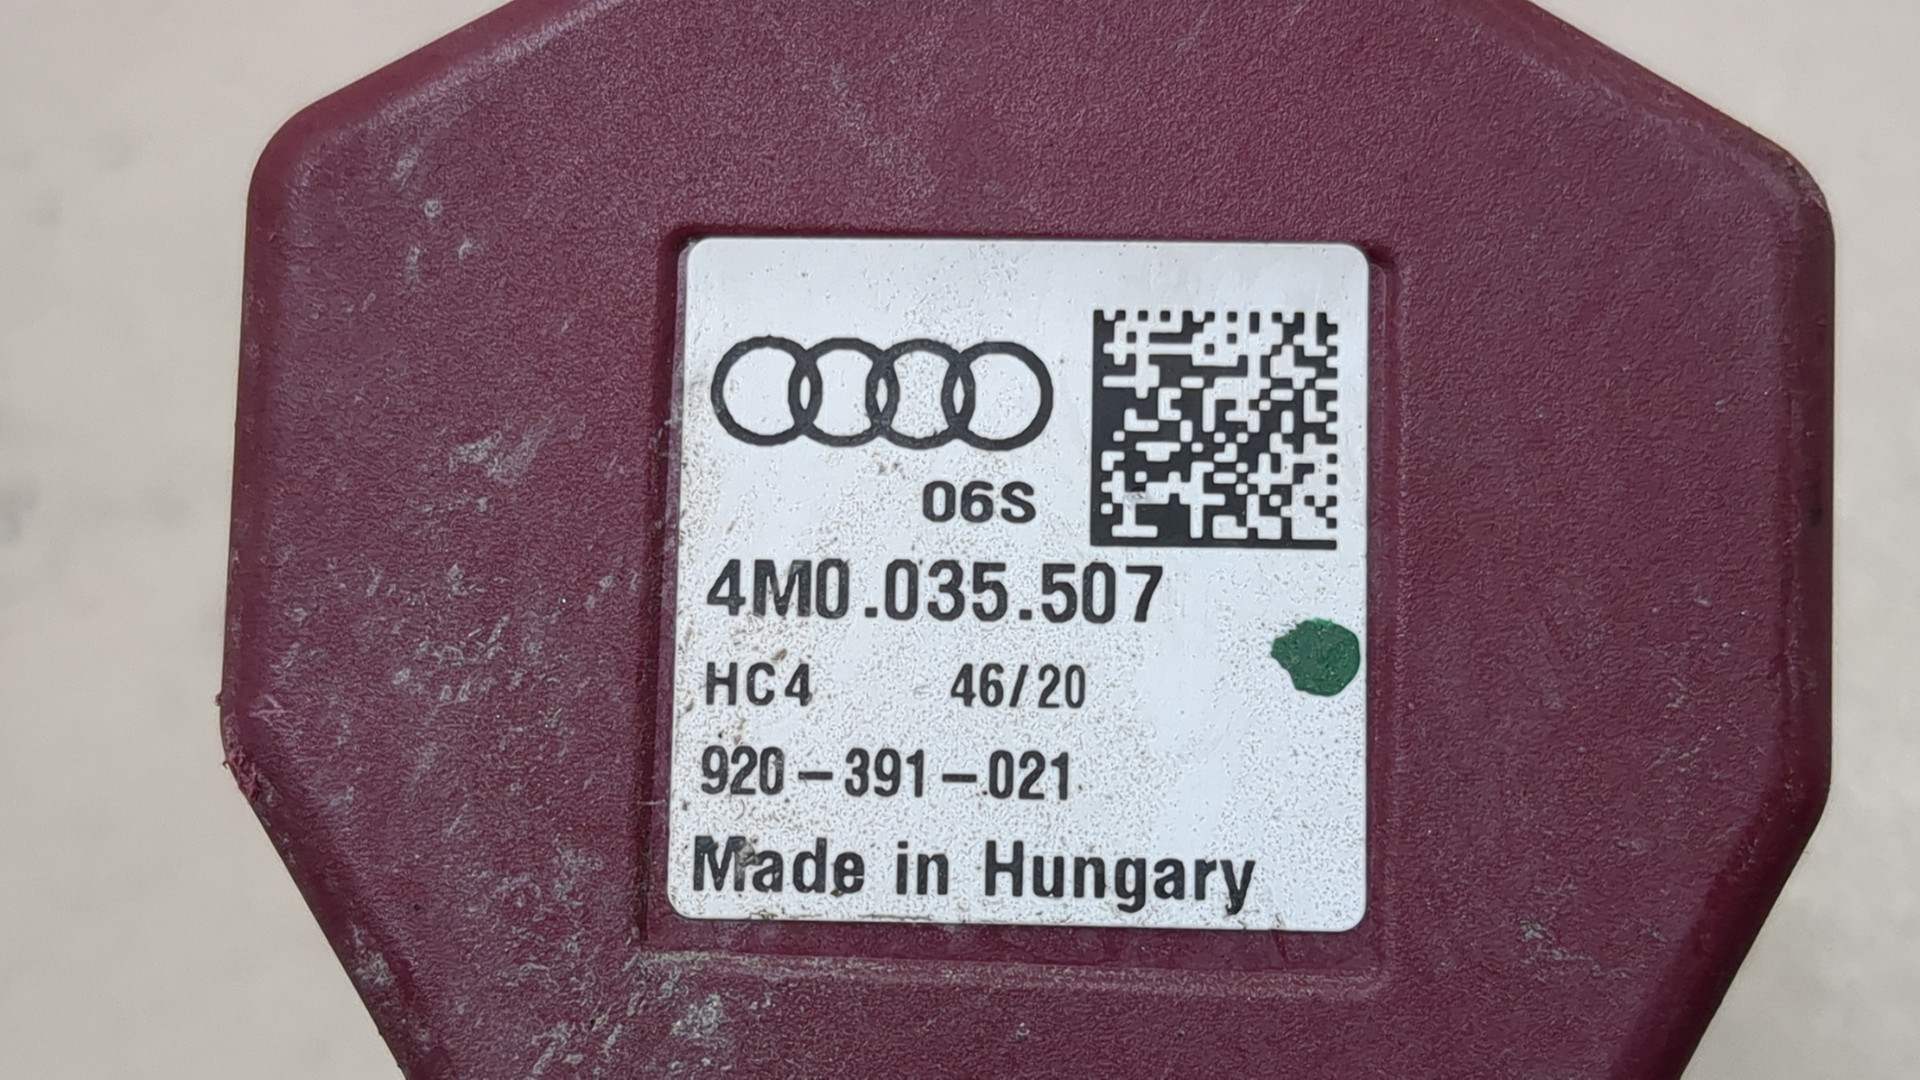 06S
4M0.035.507
HC4 46/20
920-391-021
Made in Hungary